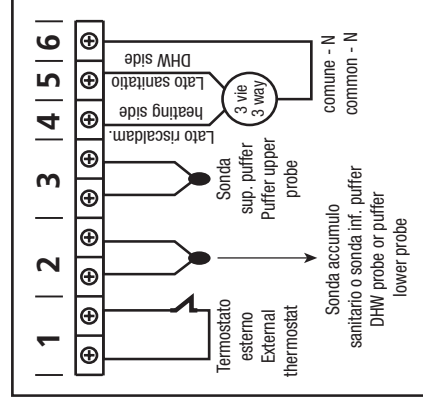 1
2
3
4
5
6
Termostato
esterno
External
thermostat
Sonda accumulo
sanitario o sonda inf. puffer
DHW probe or puffer
lower probe
Sonda
sup. puffer
Puffer upper
probe
Lato riscaldam.
heating side
Lato sanitatio
DHW side
3 vie
3 way
comune - N
common - N